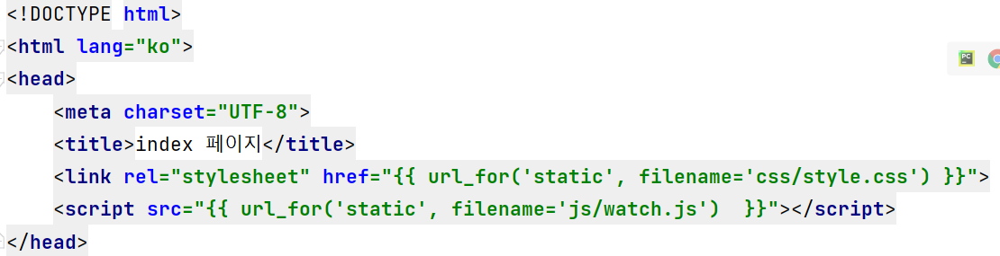 <!DOCTYPE html>
<html lang="ko">
<head>
    <meta charset="UTF-8">
    <title>index 페이지</title>
    <link rel="stylesheet" href="{{ url_for('static', filename='css/style.css') }}">
    <script src="{{ url_for('static', filename='js/watch.js')  }}"></script>
</head>
PC